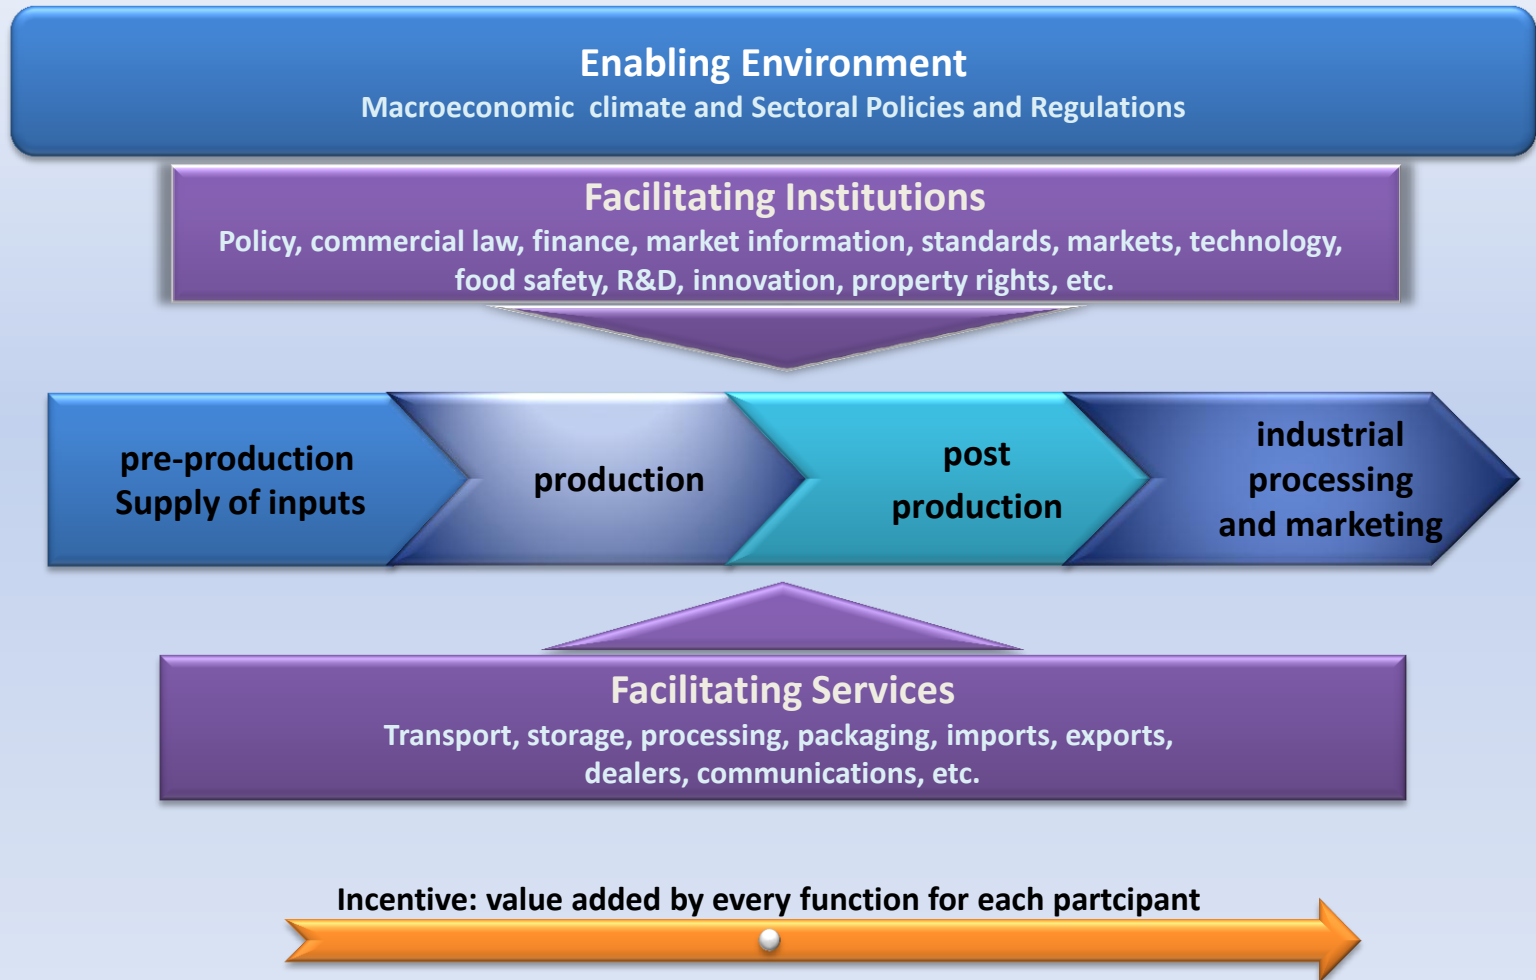 Enabling Environment
Macroeconomic climate and Sectoral Policies and Regulations
Facilitating Institutions
Policy, commercial law, finance, market information, standards, markets, technology,
food safety, R&D, innovation, property rights, etc.
pre-production
Supply of inputs
production
post
production
industrial
processing
and marketing
Facilitating Services
Transport, storage, processing, packaging, imports, exports,
dealers, communications, etc.
Incentive: value added by every function for each partcipant